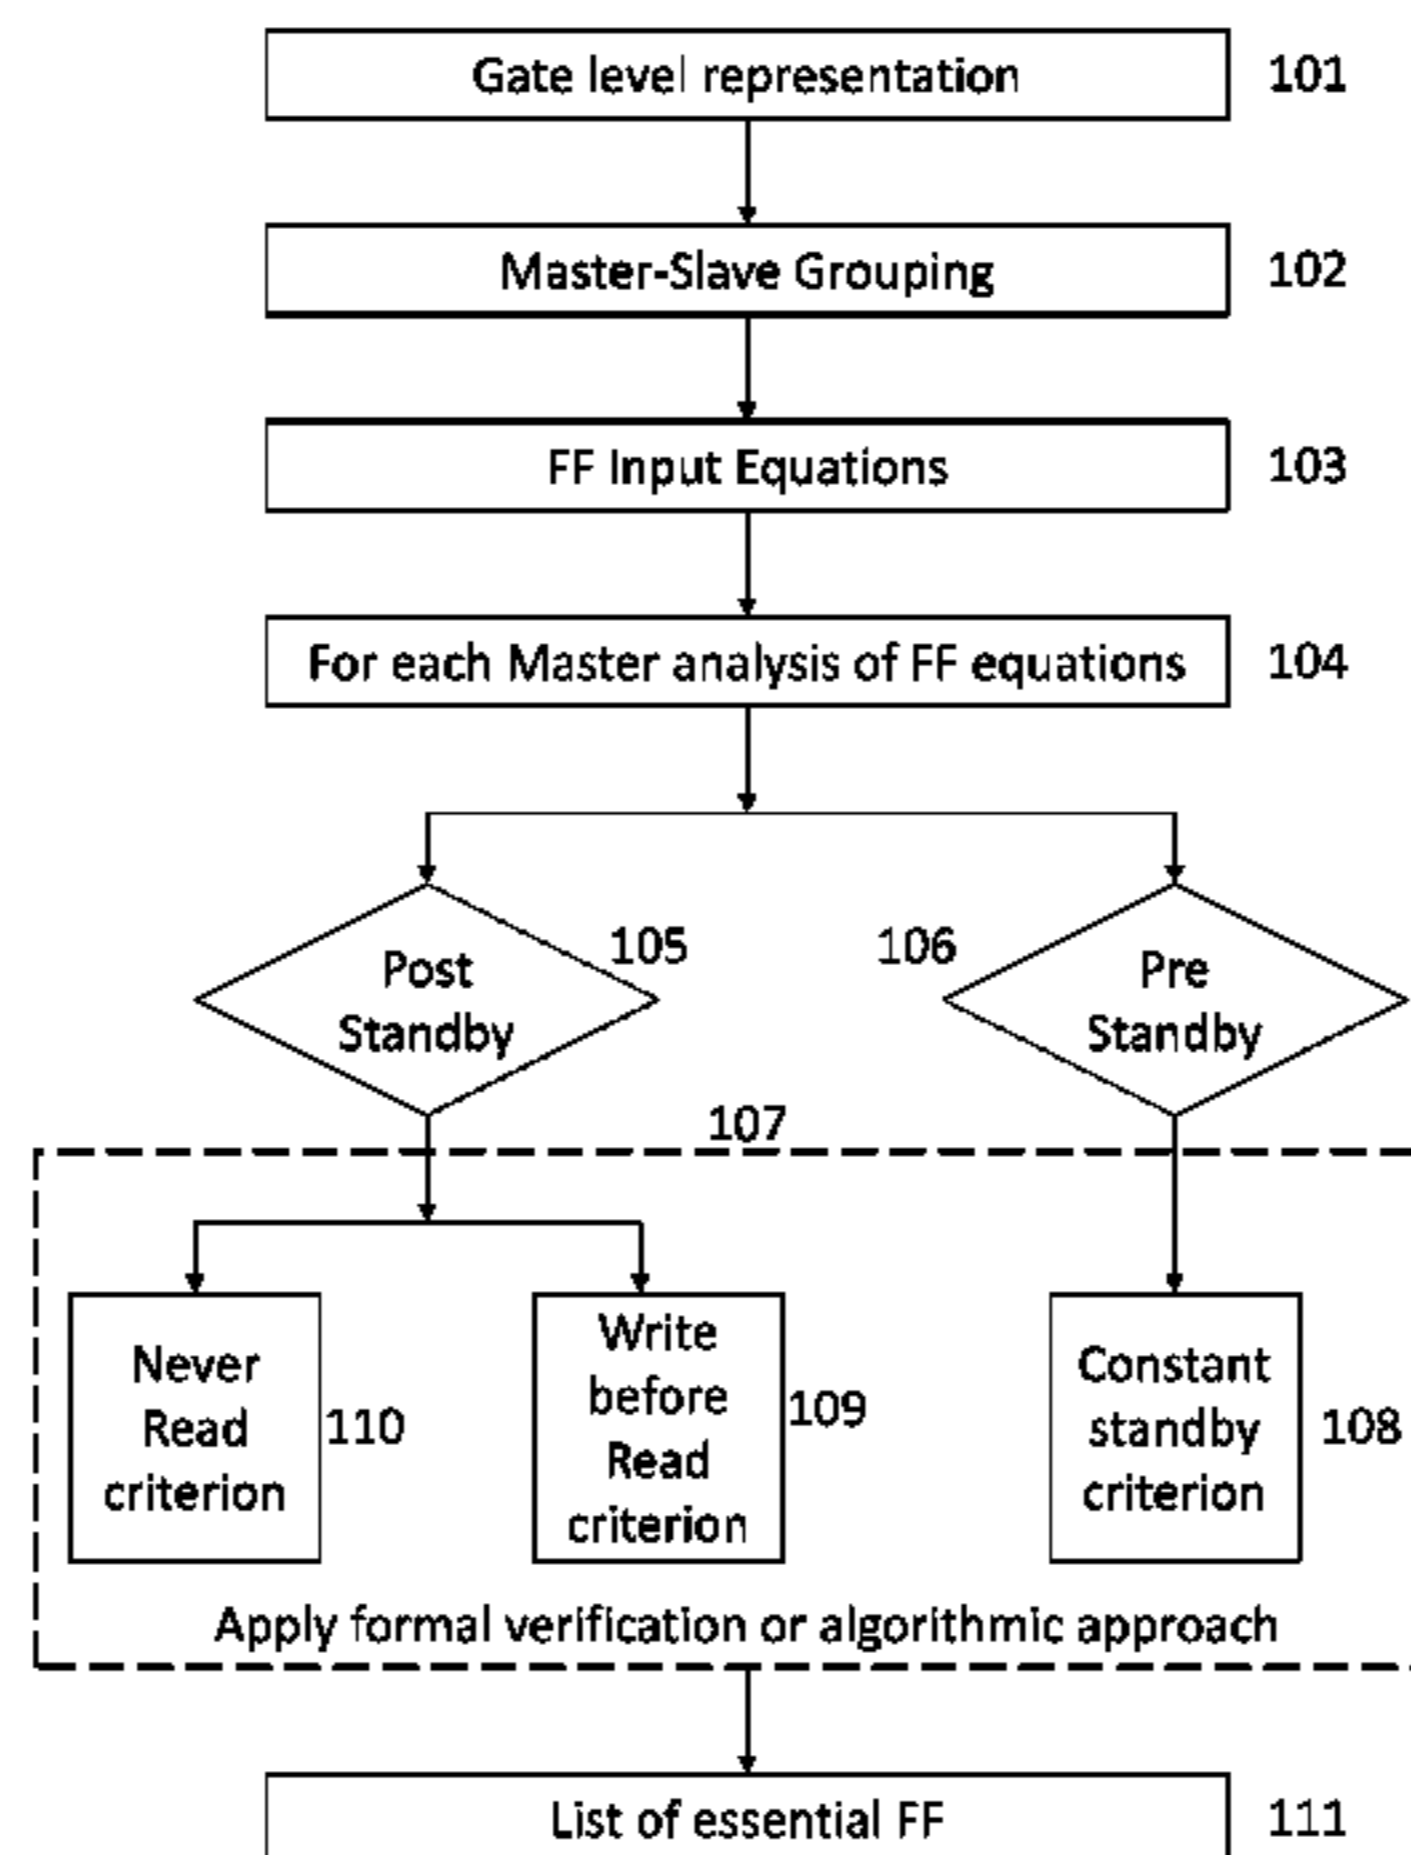 Gate level representation 101
Master-Slave Grouping 102
FF Input Equations 103
For each Master analysis of FF equations 104
Post
Standby
105
106
Pre
Standby
107
Never
Read
criterion
110
Write
before
Read
criterion
109
Constant
standby
criterion
108
Apply formal verification or algorithmic approach
List of essential FF 111